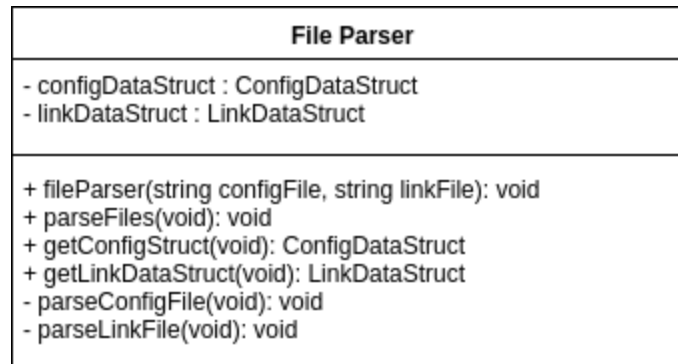 File Parser
- configDataStruct : ConfigDataStruct
- linkDataStruct : LinkDataStruct
+ fileParser(string configFile, string linkFile): void
+ parseFiles(void): void
+ getConfigStruct(void): ConfigDataStruct
+ getLinkDataStruct(void): LinkDataStruct
- parseConfigFile(void): void
- parseLinkFile(void): void